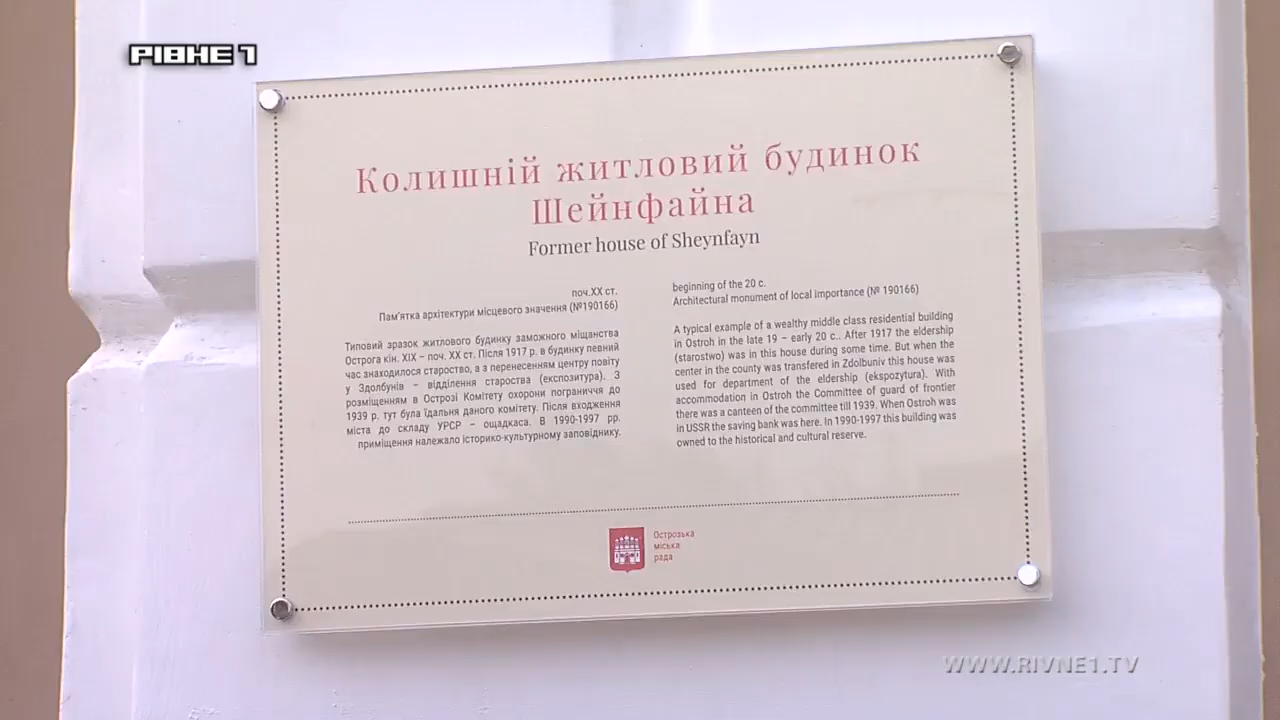 РІВНЕ 1
Колишній житловий будинок
Шейнфайна
Former house of Sheynfayn
поч.ХХ ст.
Пам'ятка архітектури місцевого значення (№190166)
Типовий зразок житлового будинку заможного міщанства
Острога кін. ХІХ – поч. ХХ ст. Після 1917 р. в будинку певний
час знаходилося староство, а з перенесенням центру повіту
у Здолбунів – відділення староства (експозитура). З
розміщенням в Острозі Комітету охорони пограниччя до
1939 р. тут була їдальня даного комітету. Після входження
міста до складу УРСР – ощадкаса. В 1990-1997 рр.
приміщення належало історико-культурному заповіднику.
beginning of the 20 c.
Architectural monument of local importance (№ 190166)
A typical example of a wealthy middle class residential building
in Ostroh in the late 19 – early 20 c.. After 1917 the eldership
(starostwo) was in this house during some time. But when the
center in the county was transfered in Zdolbuniv this house was
used for department of the eldership (ekspozytura). With
accommodation in Ostroh the Committee of guard of frontier
there was a canteen of the committee till 1939. When Ostroh was
in USSR the saving bank was here. In 1990-1997 this building was
owned to the historical and cultural reserve.
Острозька
міська
рада
WWW.RIVNE1.TV